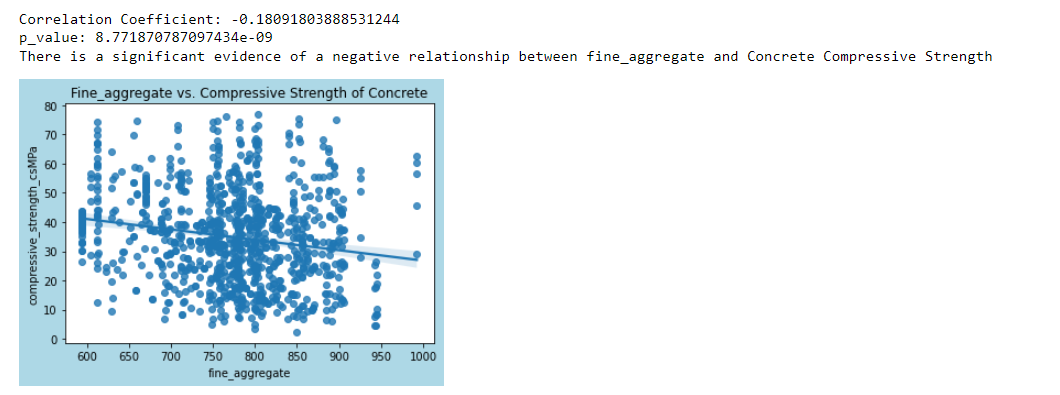 Correlation Coefficient: -0.18091803888531244
p_value: 8.771870787097434e-09
There is a significant evidence of a negative relationship between fine_aggregate and Concrete Compressive Strength
Fine_aggregate vs. Compressive Strength of Concrete
80
70
60
50
40
30
20
10
0
compressive_strength_csMPa
600 650 700 750 800 850 900 950 1000
fine_aggregate